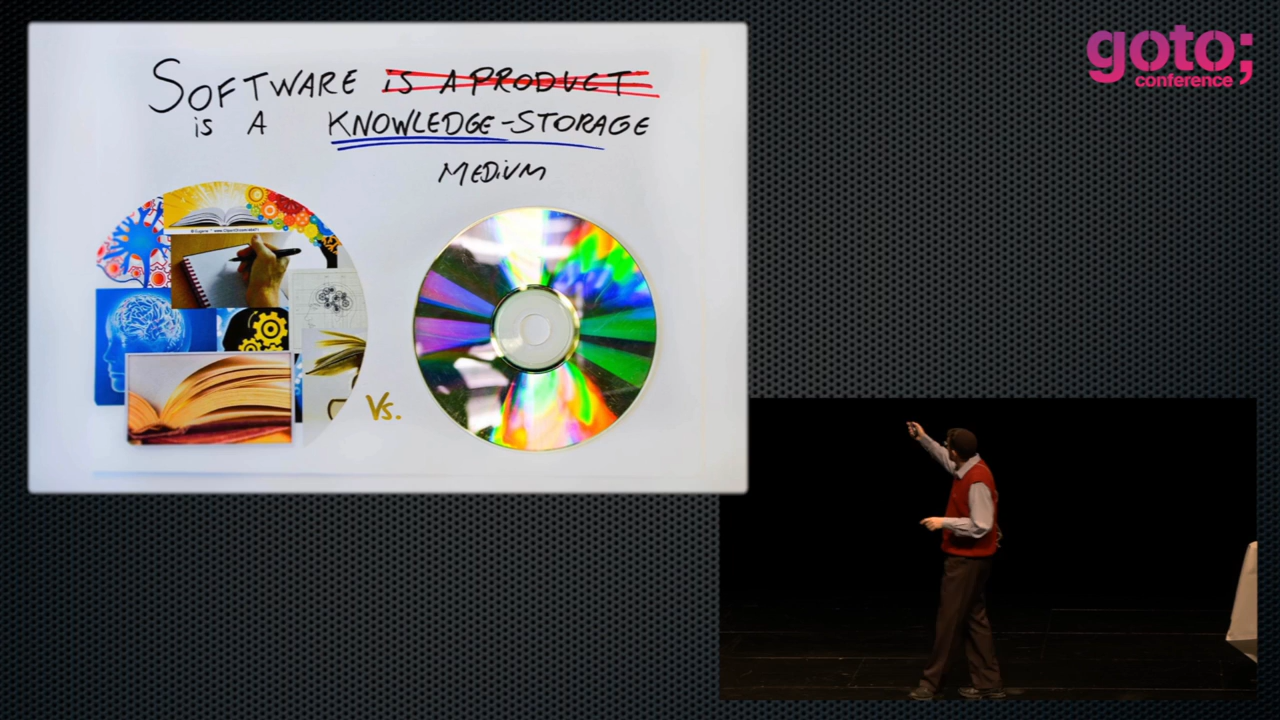 SOFTWARE is A PRODUCT
is A KNOWLEDGE-STORAGE
MEDiUM
Vs.
goto;
conference